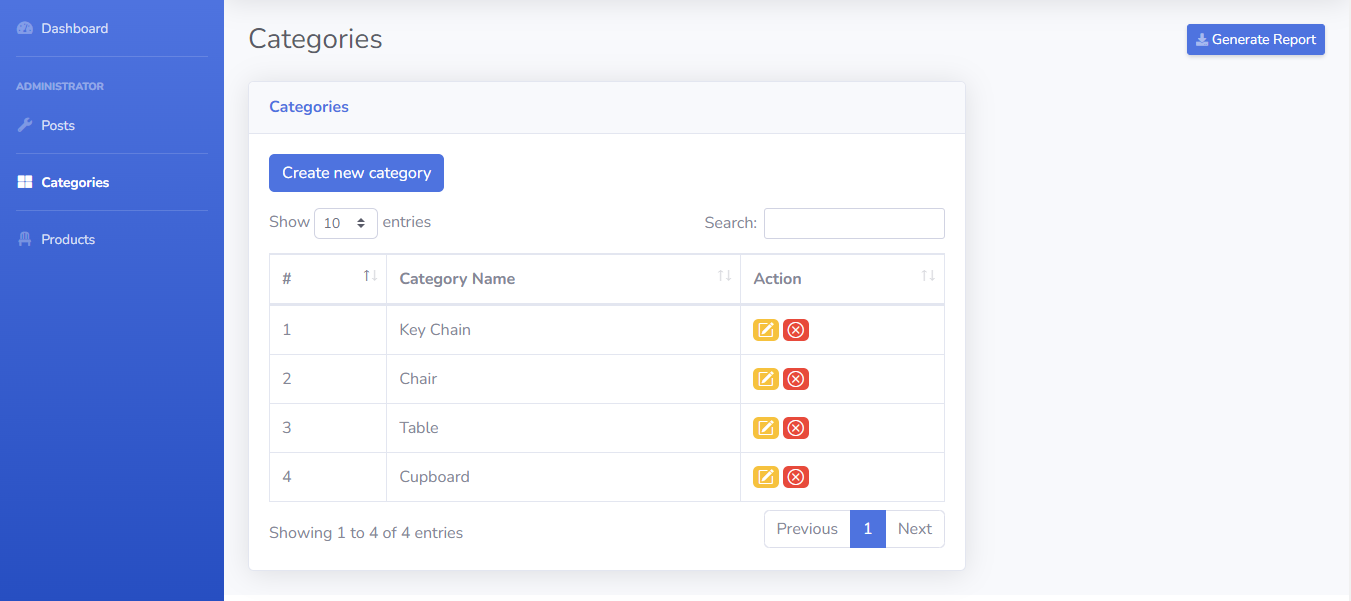 Dashboard
ADMINISTRATOR
Posts
Categories
Products
Categories
Generate Report
Categories
Create new category
Show 10 entries
Search:
# Category Name Action
1 Key Chain
2 Chair
3 Table
4 Cupboard
Showing 1 to 4 of 4 entries
Previous 1 Next